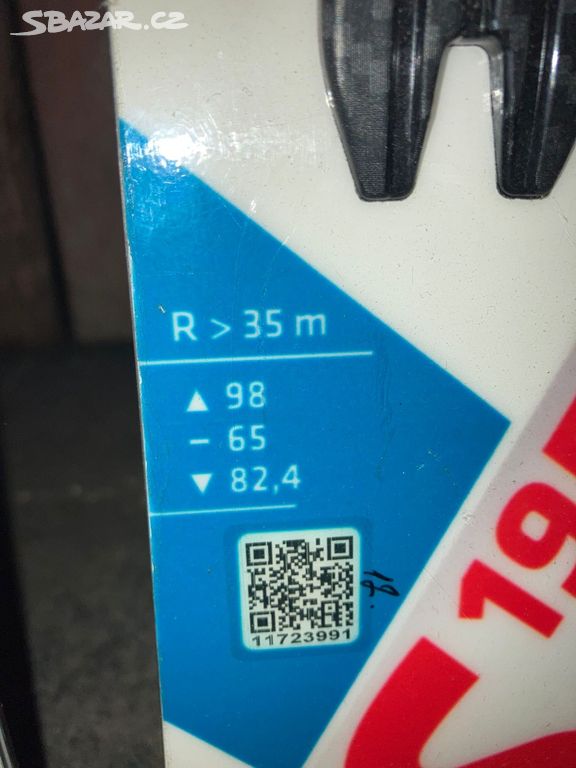 SBAZAR.CZ
R > 35 m
▲ 98
– 65
▼ 82,4
11723991